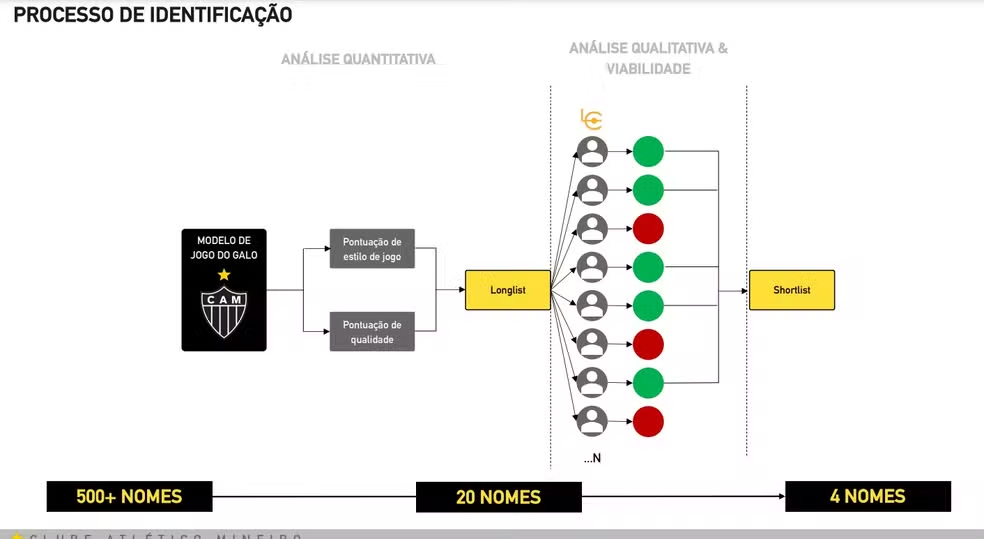 PROCESSO DE IDENTIFICAÇÃO
ANÁLISE QUANTITATIVA
ANÁLISE QUALITATIVA &
VIABILIDADE
LC
MODELO DE
JOGO DO GALO
CAM
Pontuação de
estilo de jogo
Pontuação de
qualidade
Longlist
Shortlist
...N
500+ NOMES
20 NOMES
4 NOMES
CLUBE ATLÉTICO MINEIRO